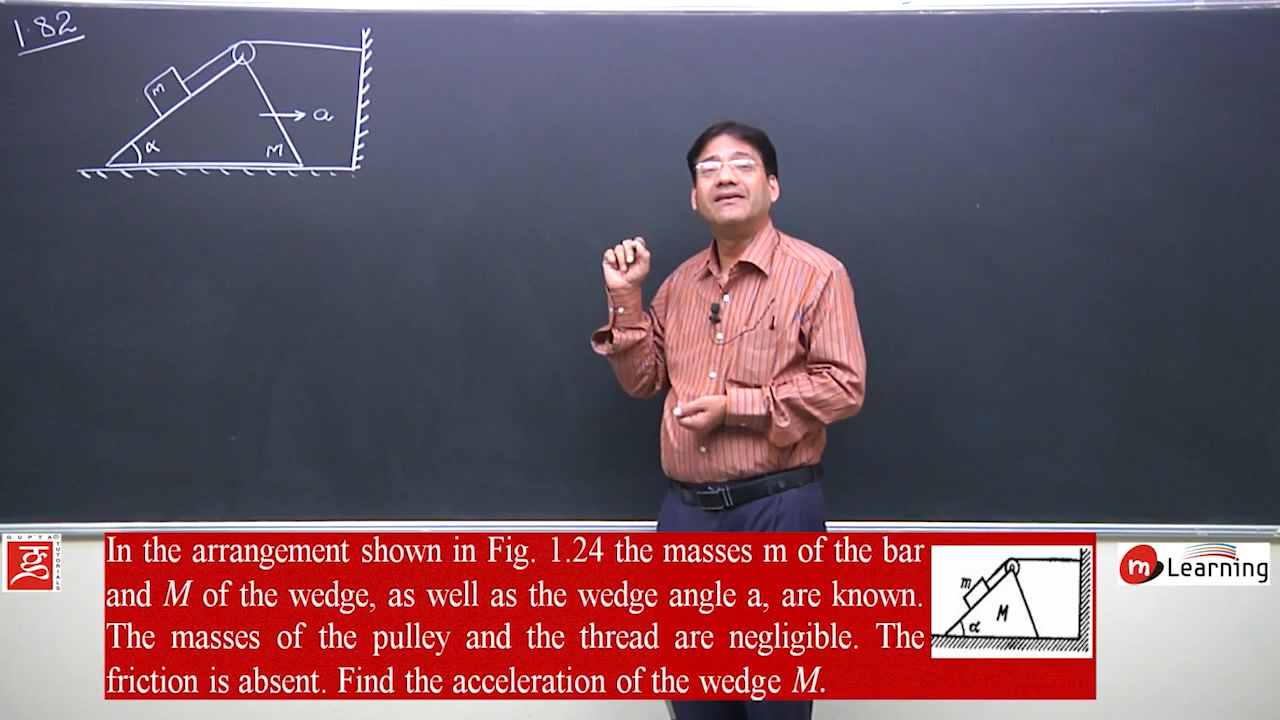 1.82
m
α
M
a
In the arrangement shown in Fig. 1.24 the masses m of the bar
and M of the wedge, as well as the wedge angle a, are known.
The masses of the pulley and the thread are negligible. The
friction is absent. Find the acceleration of the wedge M.
m
M
α
GUPTA
TUTORIALS
m Learning